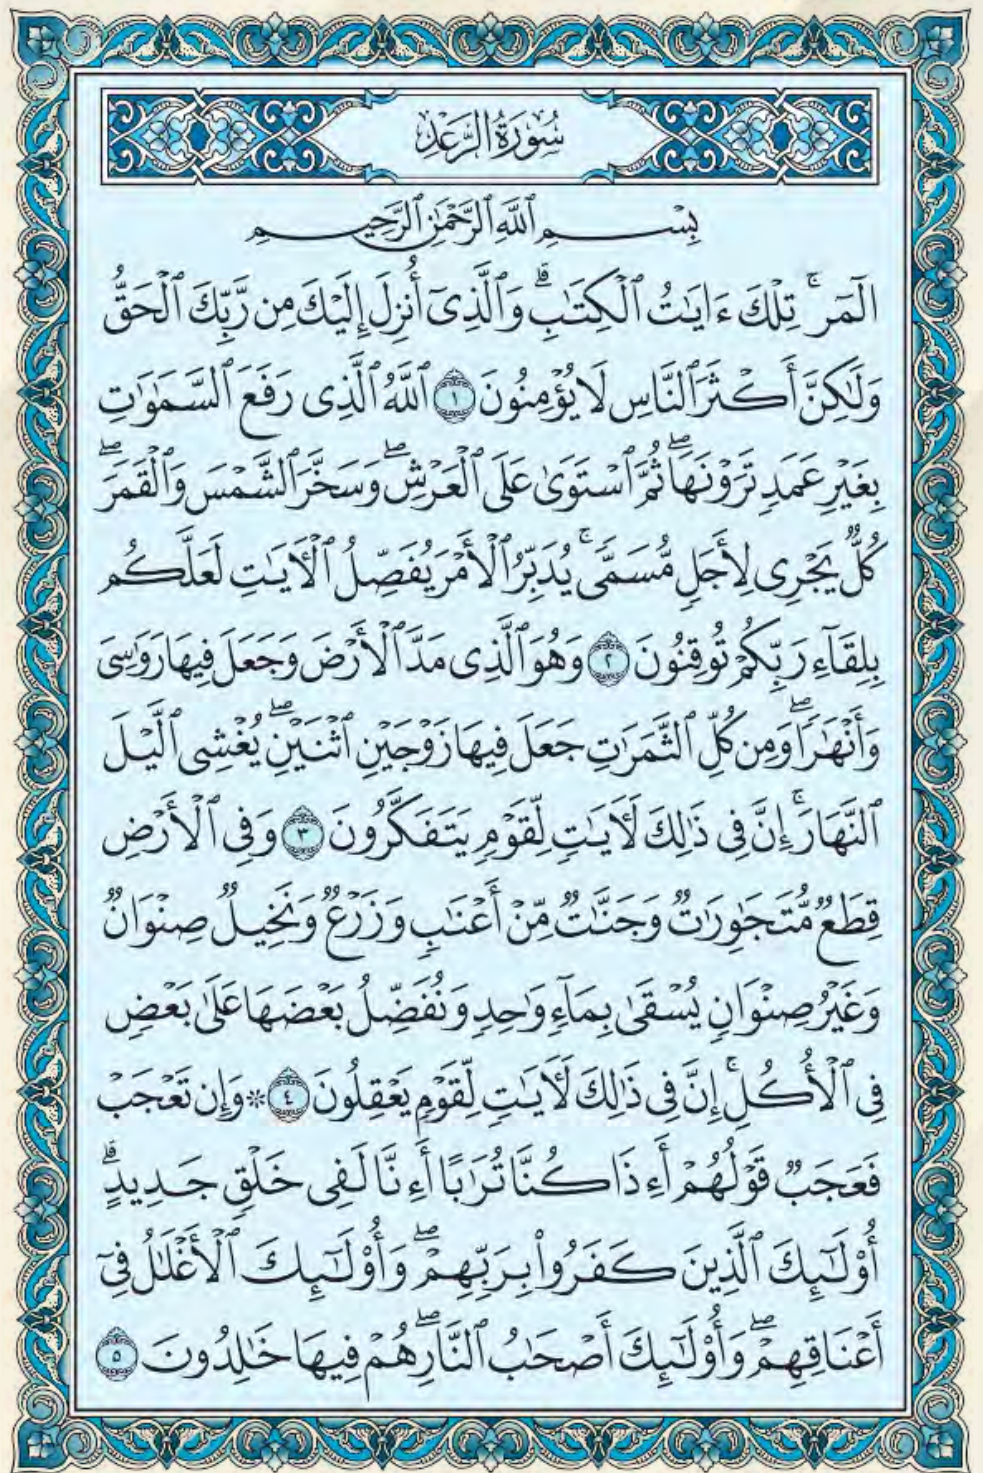 سُورَةُ الرَّعْدِ
بِسْمِ ٱللَّهِ ٱلرَّحْمَٰنِ ٱلرَّحِيمِ
الٓمٓرۚ تِلْكَ ءَايَٰتُ ٱلْكِتَٰبِۗ وَٱلَّذِىٓ أُنزِلَ إِلَيْكَ مِن رَّبِّكَ ٱلْحَقُّ
وَلَٰكِنَّ أَكْثَرَ ٱلنَّاسِ لَا يُؤْمِنُونَ ١ ٱللَّهُ ٱلَّذِى رَفَعَ ٱلسَّمَٰوَٰتِ
بِغَيْرِ عَمَدٍ تَرَوْنَهَاۖ ثُمَّ ٱسْتَوَىٰ عَلَى ٱلْعَرْشِۖ وَسَخَّرَ ٱلشَّمْسَ وَٱلْقَمَرَۖ
كُلٌّ يَجْرِى لِأَجَلٍ مُّسَمًّىۚ يُدَبِّرُ ٱلْأَمْرَ يُفَصِّلُ ٱلْءَايَٰتِ لَعَلَّكُم
بِلِقَآءِ رَبِّكُمْ تُوقِنُونَ ٢ وَهُوَ ٱلَّذِى مَدَّ ٱلْأَرْضَ وَجَعَلَ فِيهَا رَوَٰسِىَ
وَأَنْهَٰرًاۖ وَمِن كُلِّ ٱلثَّمَرَٰتِ جَعَلَ فِيهَا زَوْجَيْنِ ٱثْنَيْنِۖ يُغْشِى ٱلَّيْلَ
ٱلنَّهَارَۚ إِنَّ فِى ذَٰلِكَ لَءَايَٰتٍ لِّقَوْمٍ يَتَفَكَّرُونَ ٣ وَفِى ٱلْأَرْضِ
قِطَعٌ مُّتَجَٰوِرَٰتٌ وَجَنَّٰتٌ مِّنْ أَعْنَٰبٍ وَزَرْعٌ وَنَخِيلٌ صِنْوَانٌ
وَغَيْرُ صِنْوَانٍ يُسْقَىٰ بِمَآءٍ وَٰحِدٍ وَنُفَضِّلُ بَعْضَهَا عَلَىٰ بَعْضٍ
فِى ٱلْأُكُلِۚ إِنَّ فِى ذَٰلِكَ لَءَايَٰتٍ لِّقَوْمٍ يَعْقِلُونَ ٤ * وَإِن تَعْجَبْ
فَعَجَبٌ قَوْلُهُمْ أَءِذَا كُنَّا تُرَٰبًا أَءِنَّا لَفِى خَلْقٍ جَدِيدٍۗ
أُو۟لَٰٓئِكَ ٱلَّذِينَ كَفَرُوا۟ بِرَبِّهِمْۖ وَأُو۟لَٰٓئِكَ ٱلْأَغْلَٰلُ فِىٓ
أَعْنَاقِهِمْۖ وَأُو۟لَٰٓئِكَ أَصْحَٰبُ ٱلنَّارِۖ هُمْ فِيهَا خَٰلِدُونَ ٥